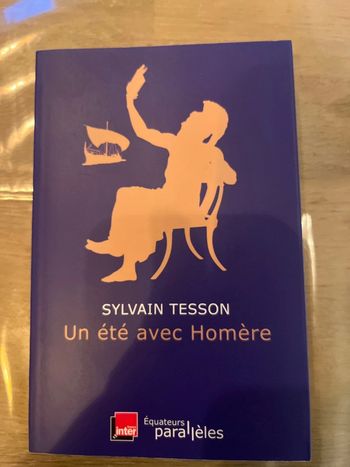 SYLVAIN TESSON
Un été avec Homère
inter
Équateurs
parallèles